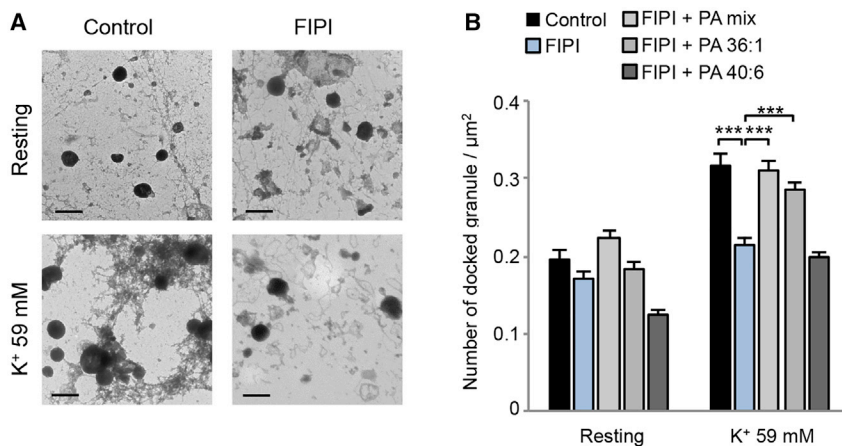 A
Control
FIPI
Resting
K⁺ 59 mM
B
Control
FIPI
FIPI + PA mix
FIPI + PA 36:1
FIPI + PA 40:6
Number of docked granule / µm²
0.4
0.3
0.2
0.1
0
***
*** ***
Resting
K⁺ 59 mM